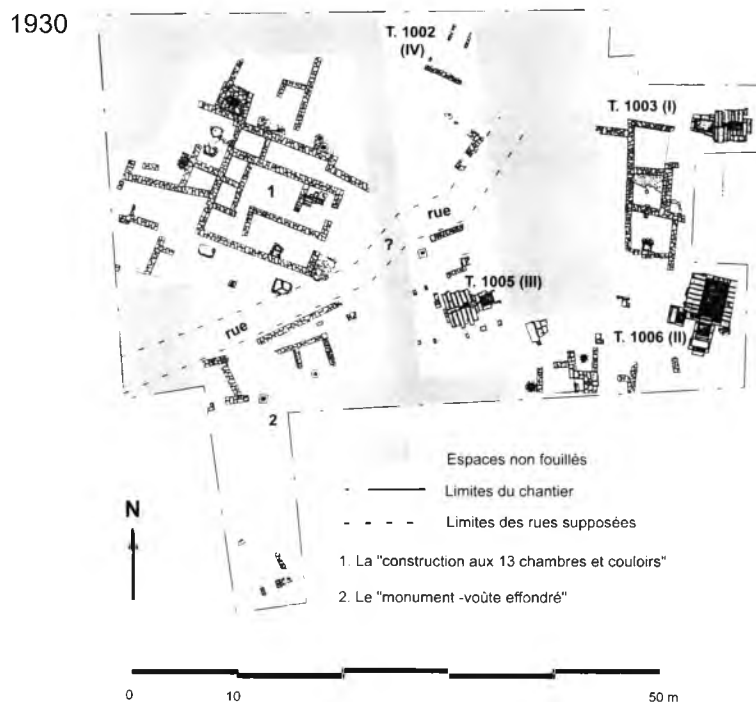 1930
T. 1002
(IV)
T. 1003 (I)
1
rue
?
T. 1005 (III)
rue
T. 1006 (II)
2
Espaces non fouillés
Limites du chantier
N
Limites des rues supposées
1. La "construction aux 13 chambres et couloirs"
2. Le "monument -voûte effondré"
0
10
50 m